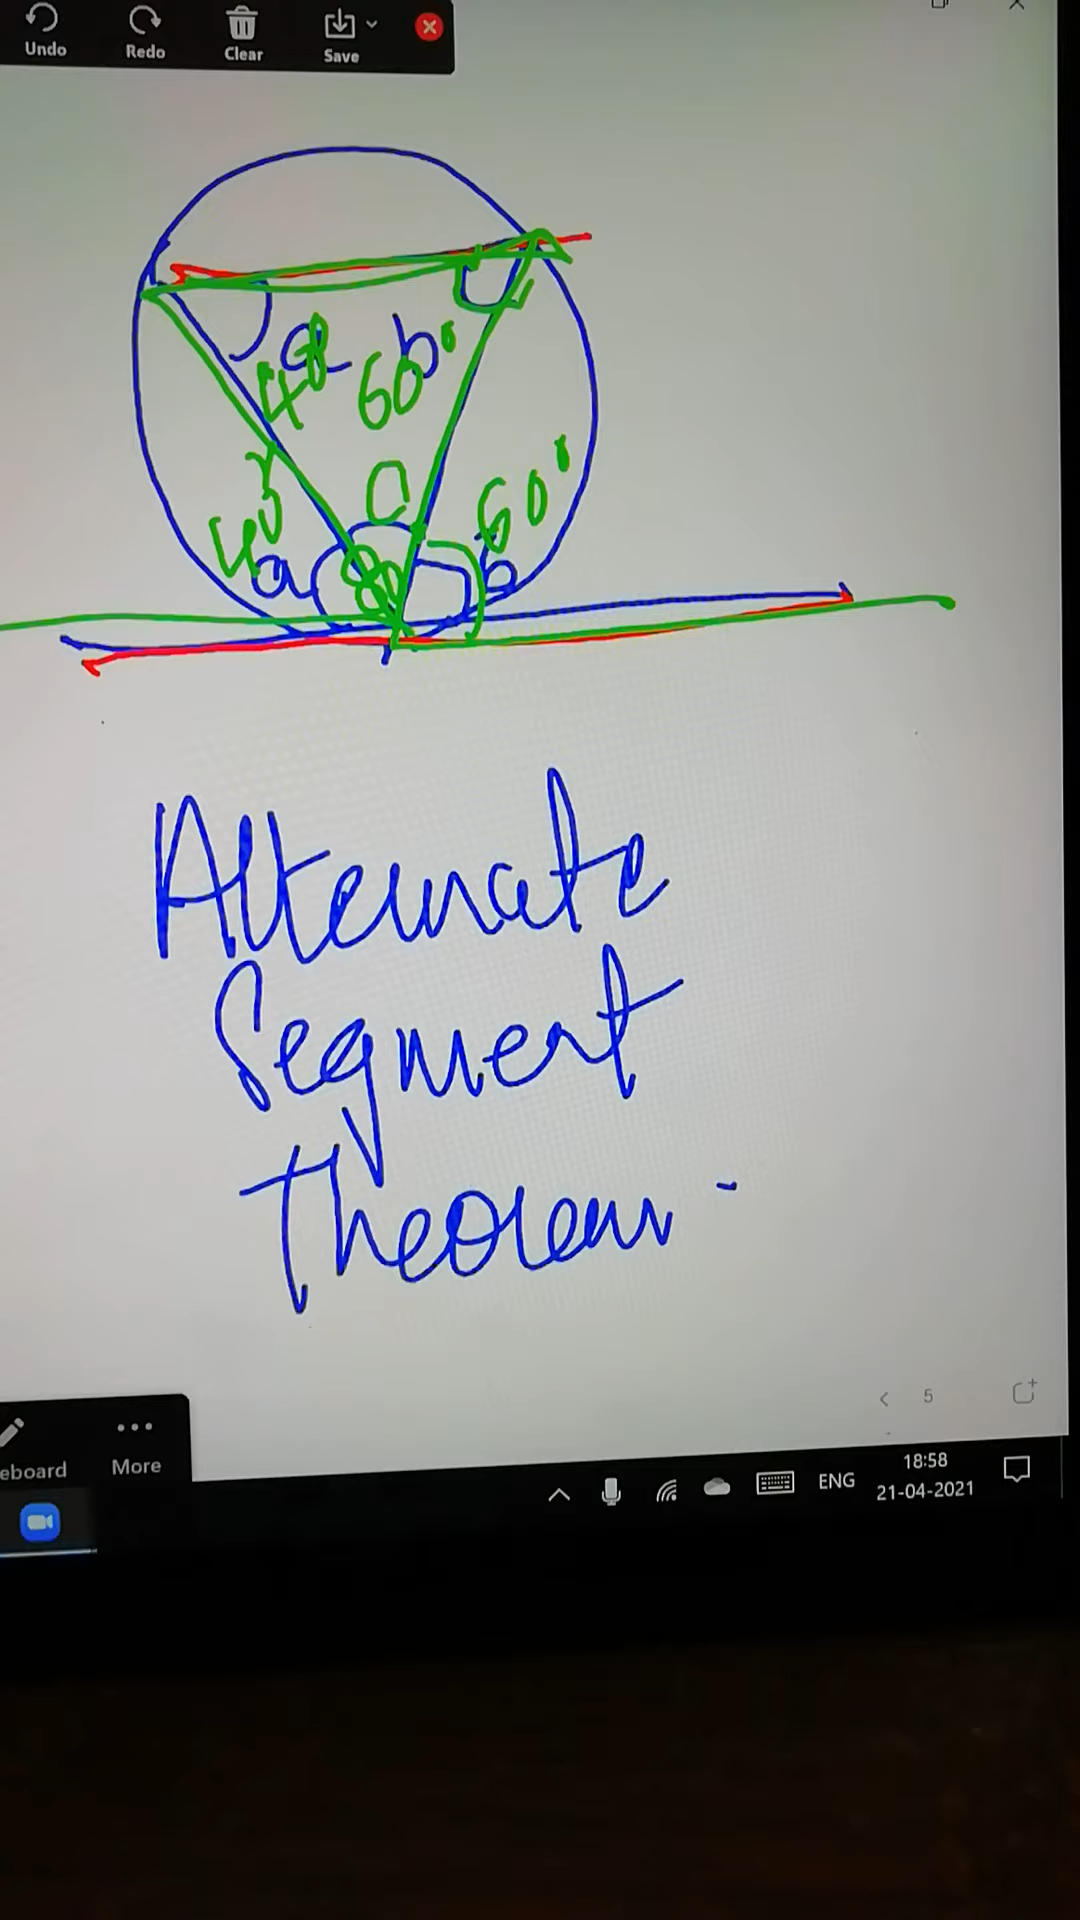 Undo Redo Clear Save
a b°
40 60
C 60°
40
a 80 b
Alternate
Segment
Theorem
5
eboard More
18:58
ENG
21-04-2021